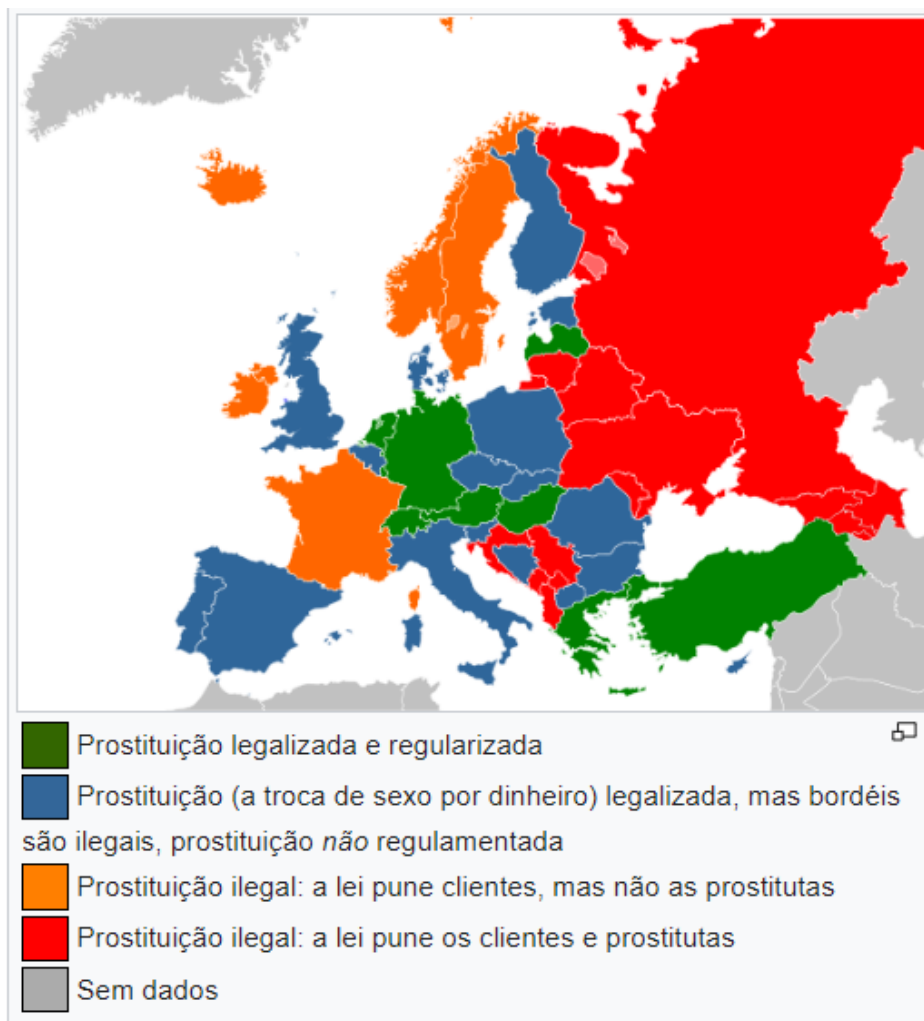 Prostituição legalizada e regularizada
Prostituição (a troca de sexo por dinheiro) legalizada, mas bordéis
são ilegais, prostituição não regulamentada
Prostituição ilegal: a lei pune clientes, mas não as prostitutas
Prostituição ilegal: a lei pune os clientes e prostitutas
Sem dados